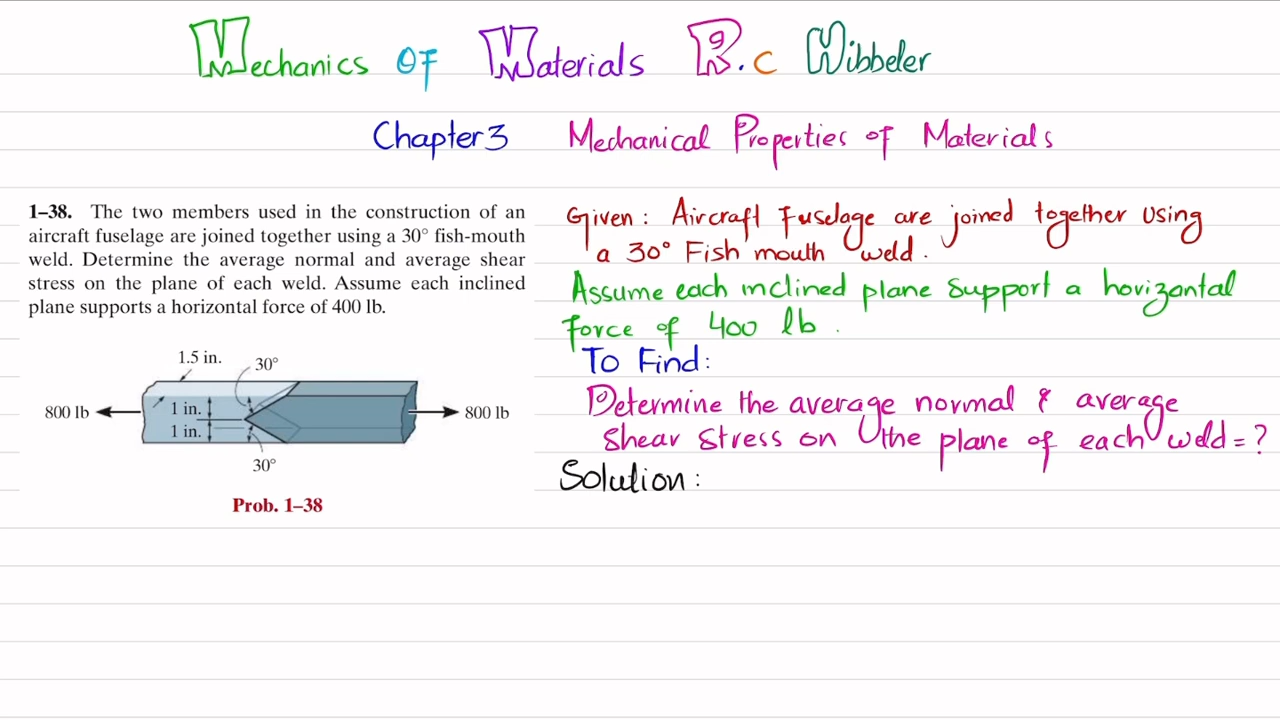 Mechanics OF Materials R.c Hibbeler
Chapter 3 Mechanical Properties of Materials
1–38. The two members used in the construction of an
aircraft fuselage are joined together using a 30° fish-mouth
weld. Determine the average normal and average shear
stress on the plane of each weld. Assume each inclined
plane supports a horizontal force of 400 lb.
1.5 in.
30°
800 lb
1 in.
1 in.
800 lb
30°
Prob. 1–38
Given: Aircraft Fuselage are joined together using
a 30° Fish mouth weld.
Assume each inclined plane support a horizontal
force of 400 lb.
To Find:
Determine the average normal & average
shear stress on the plane of each weld = ?
Solution: